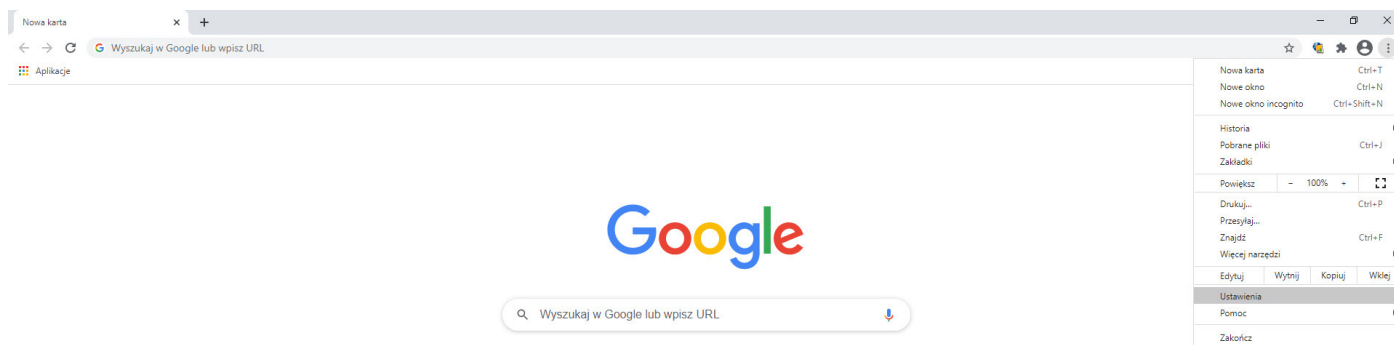 Nowa karta
Wyszukaj w Google lub wpisz URL
Aplikacje
Nowa karta Ctrl+T
Nowe okno Ctrl+N
Nowe okno incognito Ctrl+Shift+N
Historia
Pobrane pliki Ctrl+J
Zakładki
Powiększ - 100% +
Drukuj... Ctrl+P
Przesyłaj...
Znajdź Ctrl+F
Więcej narzędzi
Edytuj Wytnij Kopiuj Wklej
Ustawienia
Pomoc
Zakończ
Google
Wyszukaj w Google lub wpisz URL